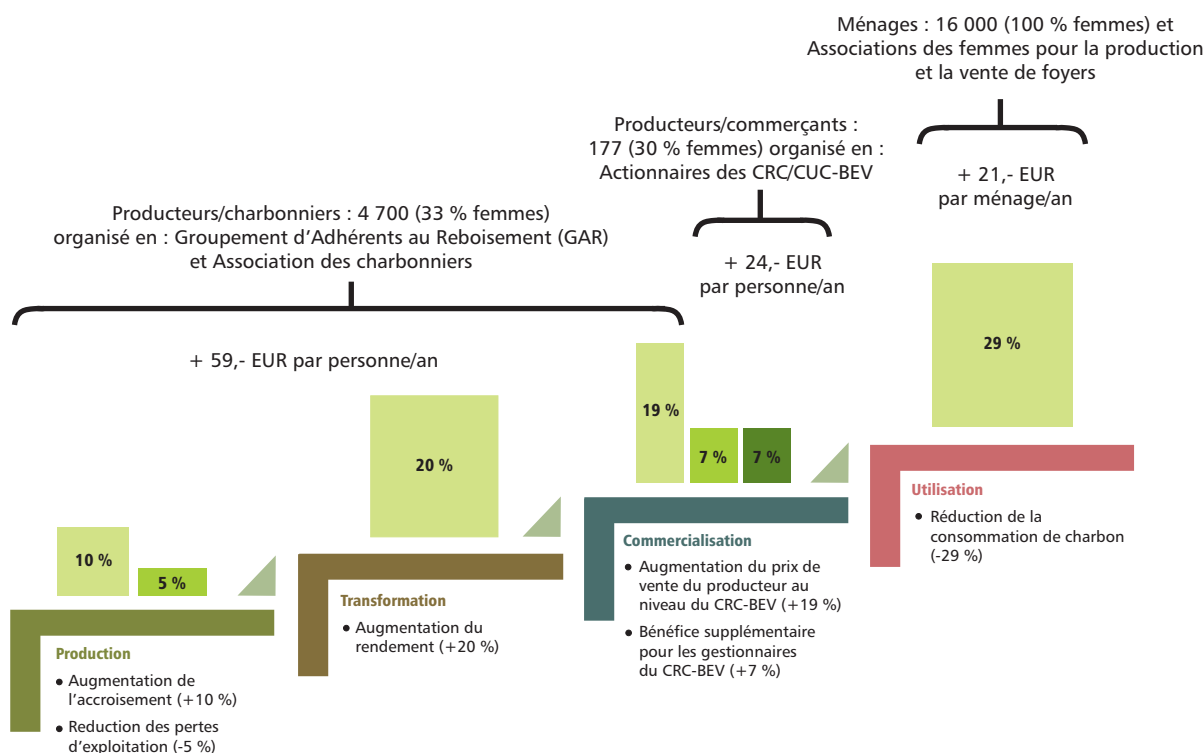 Ménages : 16 000 (100 % femmes) et
Associations des femmes pour la production
et la vente de foyers
+ 21,- EUR
par ménage/an
Producteurs/commerçants :
177 (30 % femmes) organisé en :
Actionnaires des CRC/CUC-BEV
+ 24,- EUR
par personne/an
Producteurs/charbonniers : 4 700 (33 % femmes)
organisé en : Groupement d’Adhérents au Reboisement (GAR)
et Association des charbonniers
+ 59,- EUR par personne/an
10 %
5 %
Production
• Augmentation de
l’accroisement (+10 %)
• Reduction des pertes
d’exploitation (-5 %)
20 %
Transformation
• Augmentation du
rendement (+20 %)
19 %
7 %
7 %
Commercialisation
• Augmentation du prix de
vente du producteur au
niveau du CRC-BEV (+19 %)
• Bénéfice supplémentaire
pour les gestionnaires
du CRC-BEV (+7 %)
29 %
Utilisation
• Réduction de la
consommation de charbon
(-29 %)